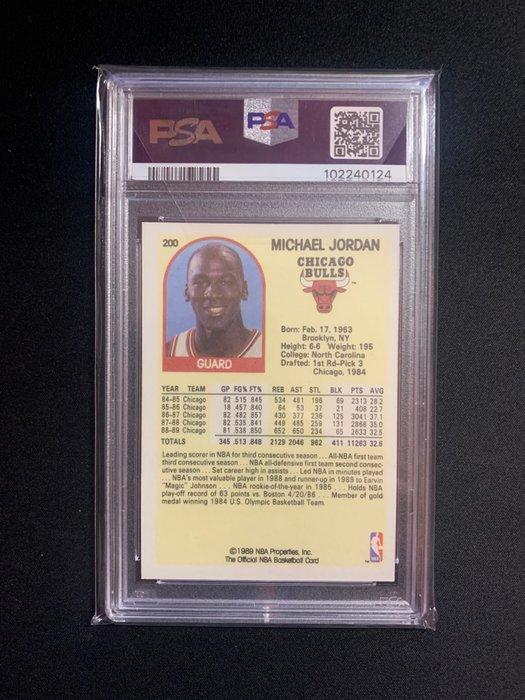 PSA
PSA
102240124
200
MICHAEL JORDAN
CHICAGO
BULLS
TM
Born: Feb. 17, 1963
Brooklyn, NY
Height: 6-6 Weight: 195
College: North Carolina
Drafted: 1st Rd-Pick 3
Chicago, 1984
GUARD
YEAR TEAM GP FG% FT% REB AST STL BLK PTS AVG
84-85 Chicago 82 .515 .845 534 481 196 69 2313 28.2
85-86 Chicago 18 .457 .840 64 53 37 21 408 22.7
86-87 Chicago 82 .482 .857 430 377 236 125 3041 37.1
87-88 Chicago 82 .535 .841 449 485 259 131 2868 35.0
88-89 Chicago 81 .538 .850 652 650 234 65 2633 32.5
TOTALS 345 .513 .848 2129 2046 962 411 11263 32.6
Leading scorer in NBA for third consecutive season . . . All-NBA first team
third consecutive season . . . NBA all-defensive first team second consec-
utive season . . . Set career high in assists . . . Led NBA in minutes played
. . . NBA's most valuable player in 1988 and runner-up in 1989 to Earvin
"Magic" Johnson . . . NBA rookie-of-the-year in 1985 . . . Holds NBA
play-off record of 63 points vs. Boston 4/20/86 . . . Member of gold
medal winning 1984 U.S. Olympic Basketball Team.
©1989 NBA Properties, Inc.
The Official NBA Basketball Card
NBA
PSA